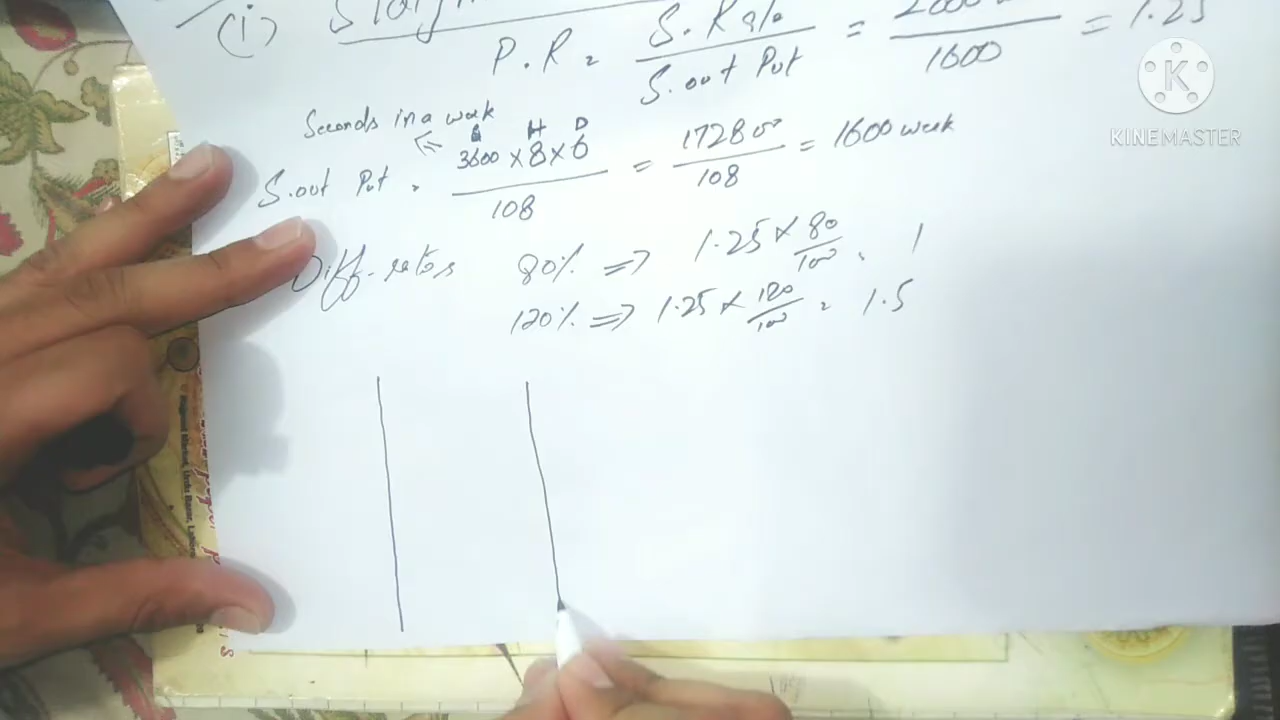 (i)
P.R = S.Rate / S.out Put = / 1600 = 1.25
KINEMASTER
Seconds in a week
H D
S.out Put = 3600 × 8 × 6 / 108 = 172800 / 108 = 1600 week
Diff-rates 80% => 1.25 × 80/100 = 1
120% => 1.25 × 120/100 = 1.5